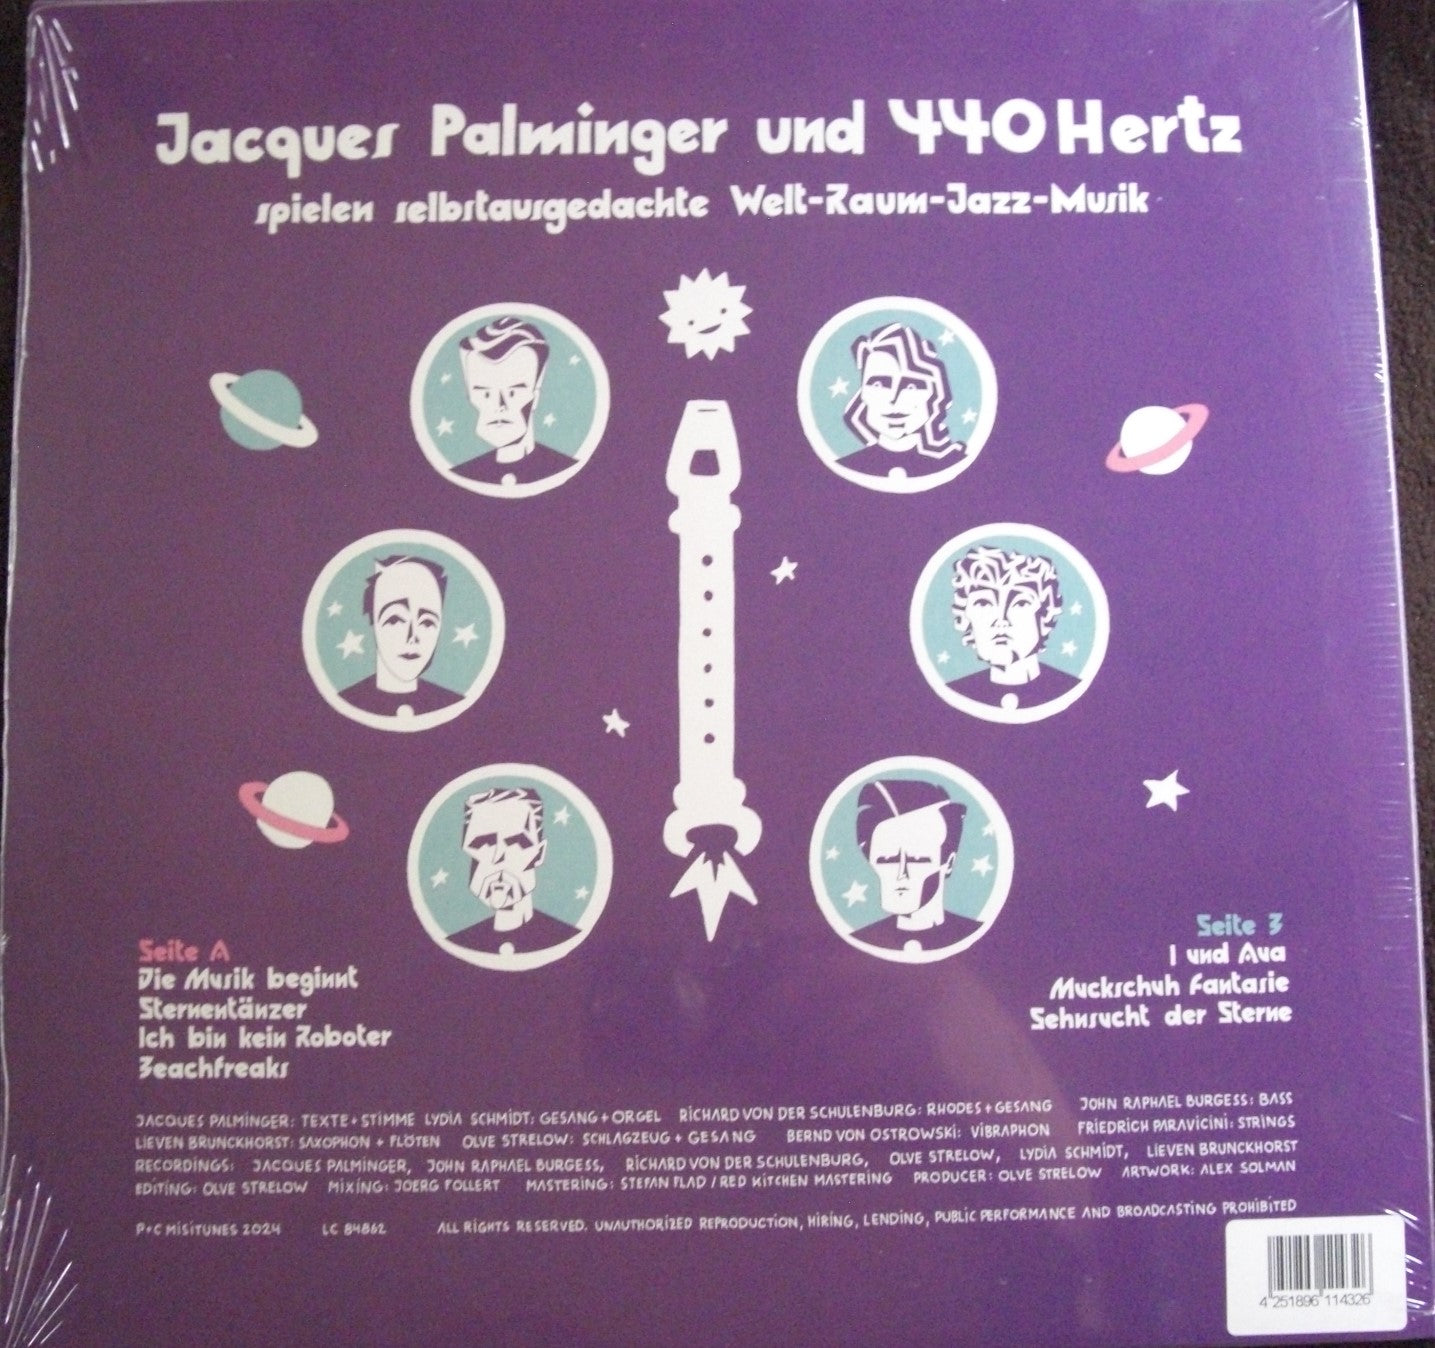 Jacques Palminger und 440 Hertz
spielen selbstausgedachte Welt-Raum-Jazz-Musik
Seite A
Die Musik beginnt
Sternentänzer
Ich bin kein Roboter
Beachfreaks
Seite B
I und Ava
Muckschuh Fantasie
Sehnsucht der Sterne
JACQUES PALMINGER: TEXTE + STIMME LYDIA SCHMIDT: GESANG + ORGEL RICHARD VON DER SCHULENBURG: RHODES + GESANG JOHN RAPHAEL BURGESS: BASS
LIEVEN BRUNCKHORST: SAXOPHON + FLÖTEN OLVE STRELOW: SCHLAGZEUG + GESANG BERND VON OSTROWSKI: VIBRAPHON FRIEDRICH PARAVICINI: STRINGS
RECORDINGS: JACQUES PALMINGER, JOHN RAPHAEL BURGESS, RICHARD VON DER SCHULENBURG, OLVE STRELOW, LYDIA SCHMIDT, LIEVEN BRUNCKHORST
EDITING: OLVE STRELOW MIXING: JOERG FOLLERT MASTERING: STEFAN FLAD / RED KITCHEN MASTERING PRODUCER: OLVE STRELOW ARTWORK: ALEX SOLMAN
P+C MISITUNES 2024 LC 84862 ALL RIGHTS RESERVED. UNAUTHORIZED REPRODUCTION, HIRING, LENDING, PUBLIC PERFORMANCE AND BROADCASTING PROHIBITED
4 251896 114326